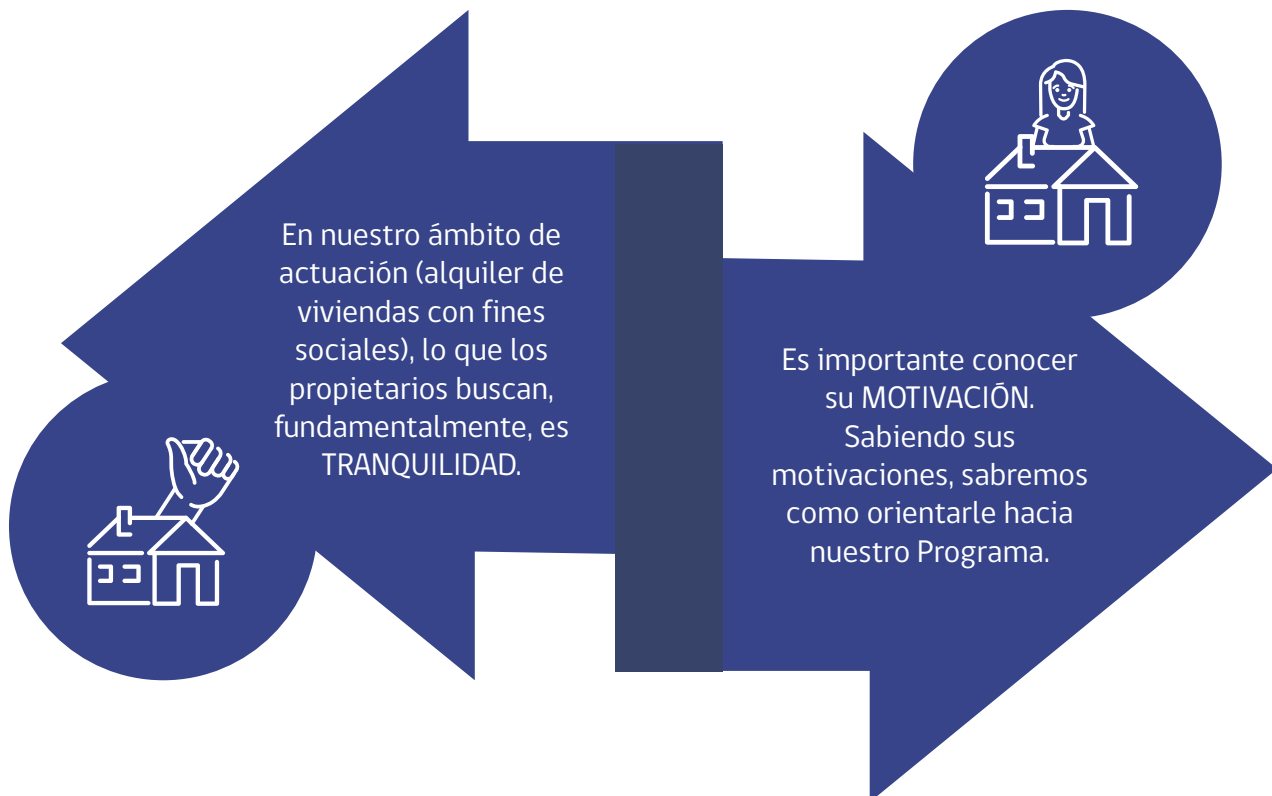 En nuestro ámbito de
actuación (alquiler de
viviendas con fines
sociales), lo que los
propietarios buscan,
fundamentalmente, es
TRANQUILIDAD.
Es importante conocer
su MOTIVACIÓN.
Sabiendo sus
motivaciones, sabremos
como orientarle hacia
nuestro Programa.